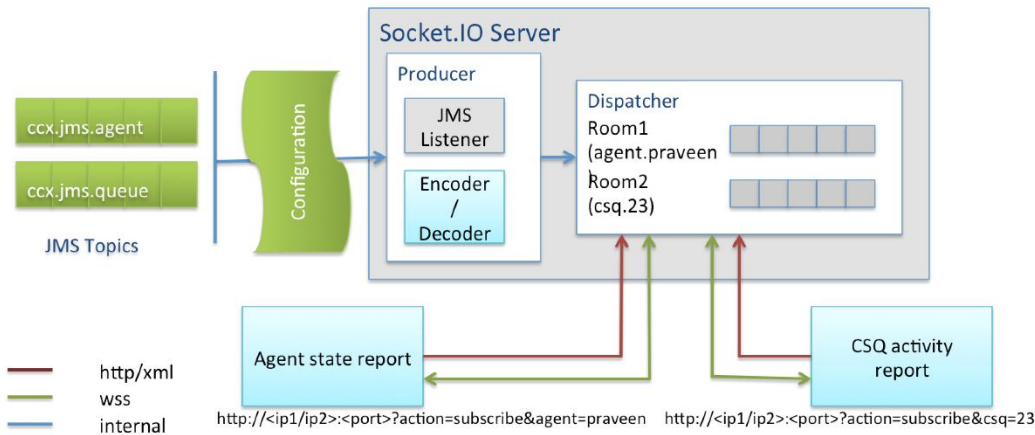 Socket.IO Server
Producer
JMS
Listener
Encoder
/
Decoder
Dispatcher
Room1
(agent.praveen
)
Room2
(csq.23)
ccx.jms.agent
ccx.jms.queue
JMS Topics
Configuration
Agent state report
CSQ activity
report
http/xml
wss
internal
http://<ip1/ip2>:<port>?action=subscribe&agent=praveen
http://<ip1/ip2>:<port>?action=subscribe&csq=23